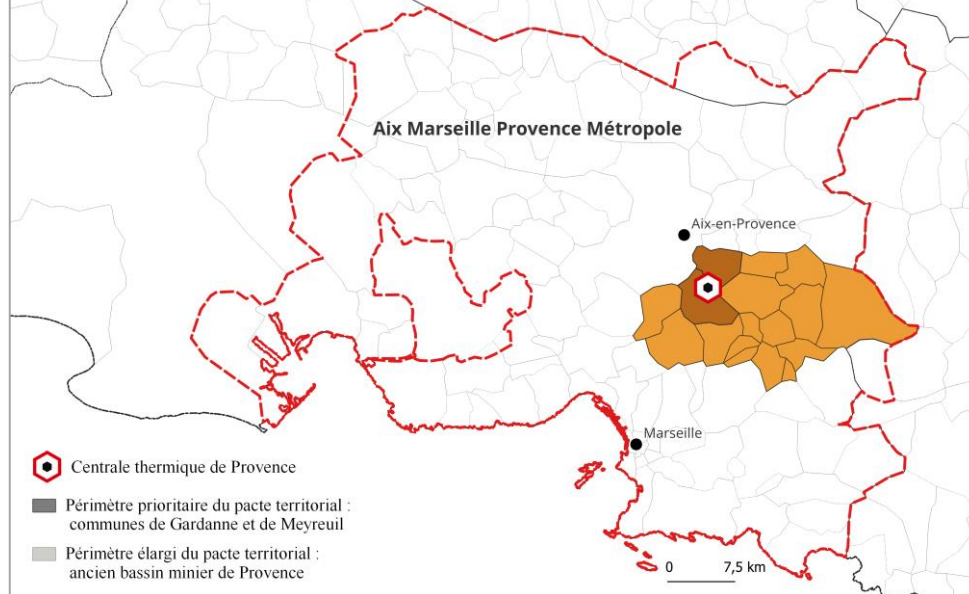 Aix Marseille Provence Métropole
Aix-en-Provence
Marseille
Centrale thermique de Provence
Périmètre prioritaire du pacte territorial :
communes de Gardanne et de Meyreuil
Périmètre élargi du pacte territorial :
ancien bassin minier de Provence
0 7,5 km